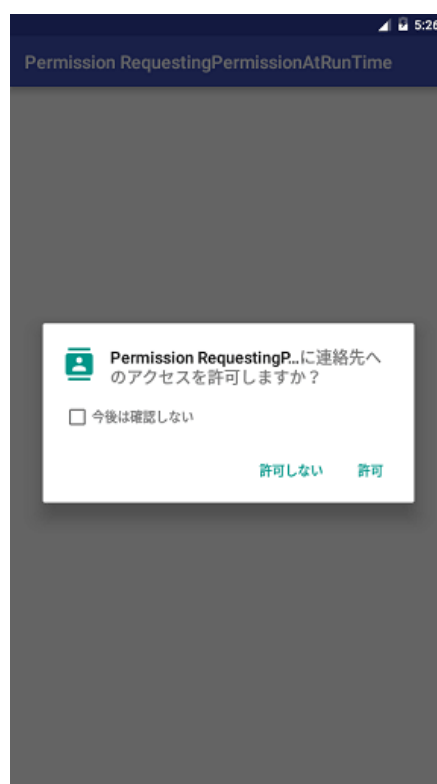 5:26
Permission RequestingPermissionAtRunTime
Permission RequestingP...に連絡先へ
のアクセスを許可しますか？
今後は確認しない
許可しない 許可